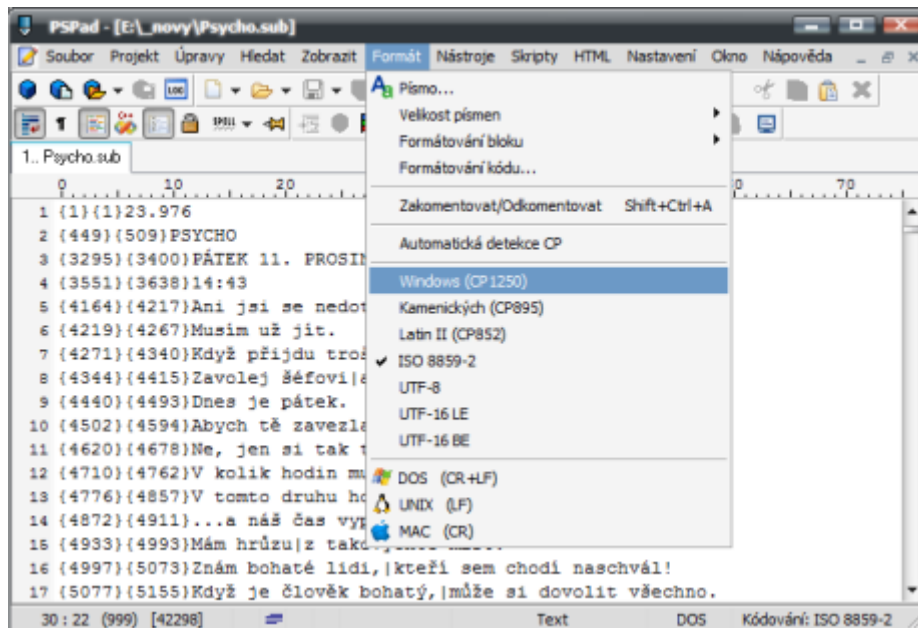 PSPad - [E:\_novy\Psycho.sub]
Soubor Projekt Úpravy Hledat Zobrazit Formát Nástroje Skripty HTML Nastavení Okno Nápověda
LOG
1.. Psycho.sub
0 10 20 70
1 {1}{1}23.976
2 {449}{509}PSYCHO
3 {3295}{3400}PÁTEK 11.
4 {3551}{3638}14:43
5 {4164}{4217}Ani jsi se
6 {4219}{4267}Musím už jít.
7 {4271}{4340}Když přijdu
8 {4344}{4415}Zavolej šéfovi|
9 {4440}{4493}Dnes je pátek.
10 {4502}{4594}Abych tě
11 {4620}{4678}Ne, jen si tak
12 {4710}{4762}V kolik hodin
13 {4776}{4857}V tomto druhu
14 {4872}{4911}...a náš čas
15 {4933}{4993}Mám hrůzu|z
16 {4997}{5073}Znám bohaté lidi,|kteří sem chodí naschvál!
17 {5077}{5155}Když je člověk bohatý,|může si dovolit všechno.
Písmo...
Velikost písmen
Formátování bloku
Formátování kódu...
Zakomentovat/Odkomentovat Shift+Ctrl+A
Automatická detekce CP
Windows (CP1250)
Kamenických (CP895)
Latin II (CP852)
ISO 8859-2
UTF-8
UTF-16 LE
UTF-16 BE
DOS (CR+LF)
UNIX (LF)
MAC (CR)
30 : 22 (999) [42298] Text DOS Kódování: ISO 8859-2